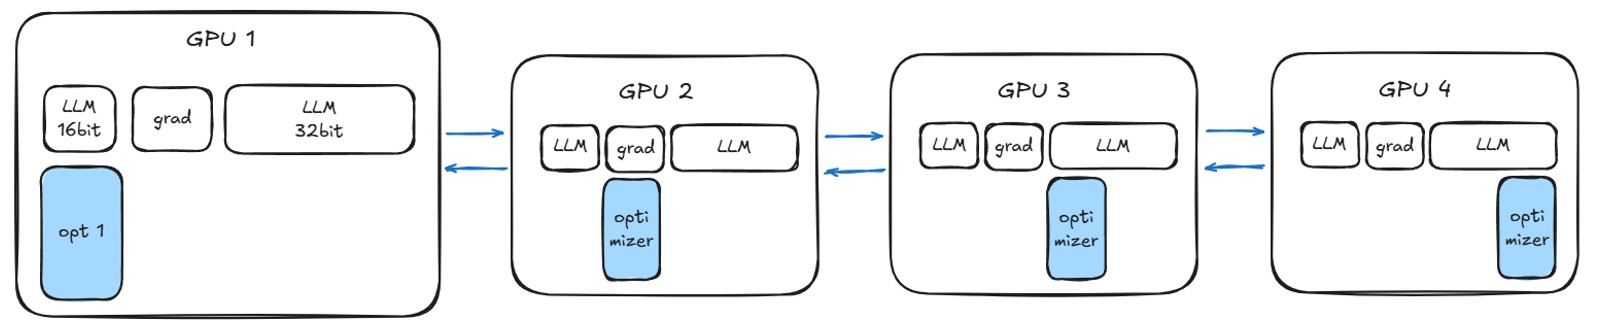 GPU 1
LLM
16bit
grad
LLM
32bit
opt 1
GPU 2
LLM
grad
LLM
opti
mizer
GPU 3
LLM
grad
LLM
opti
mizer
GPU 4
LLM
grad
LLM
opti
mizer